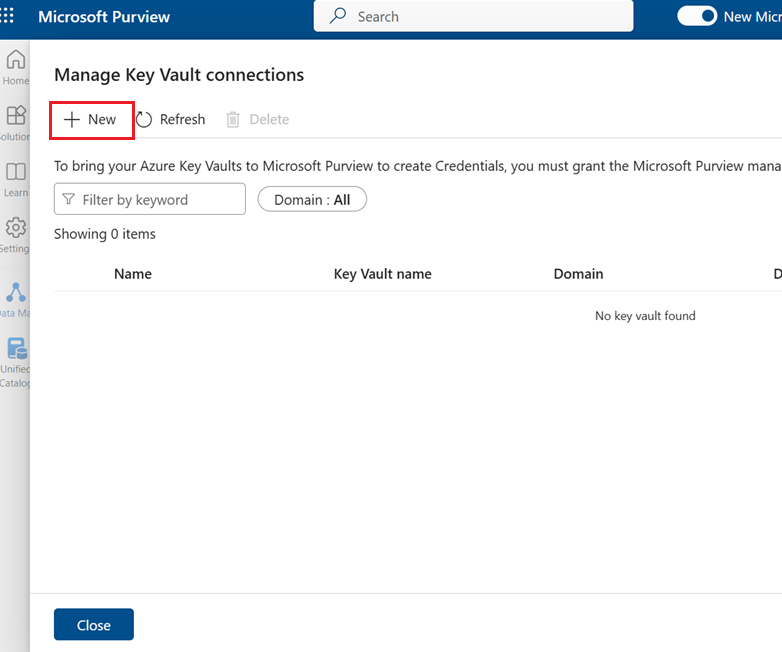 Microsoft Purview
Search
New Micr
Home
Solution
Learn
Setting
Data Ma
Unified
Catalog
Manage Key Vault connections
New
Refresh
Delete
To bring your Azure Key Vaults to Microsoft Purview to create Credentials, you must grant the Microsoft Purview mana
Filter by keyword
Domain : All
Showing 0 items
Name Key Vault name Domain D
No key vault found
Close